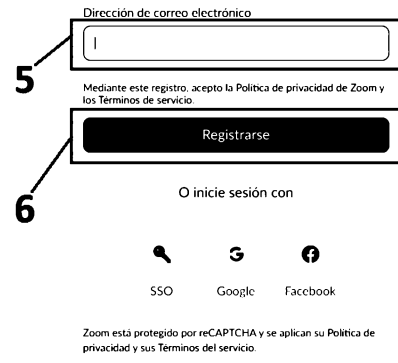 Dirección de correo electrónico
5
Mediante este registro, acepto la Política de privacidad de Zoom y
los Términos de servicio.
Registrarse
6
O inicie sesión con
SSO Google Facebook
Zoom está protegido por reCAPTCHA y se aplican su Política de
privacidad y sus Términos del servicio.